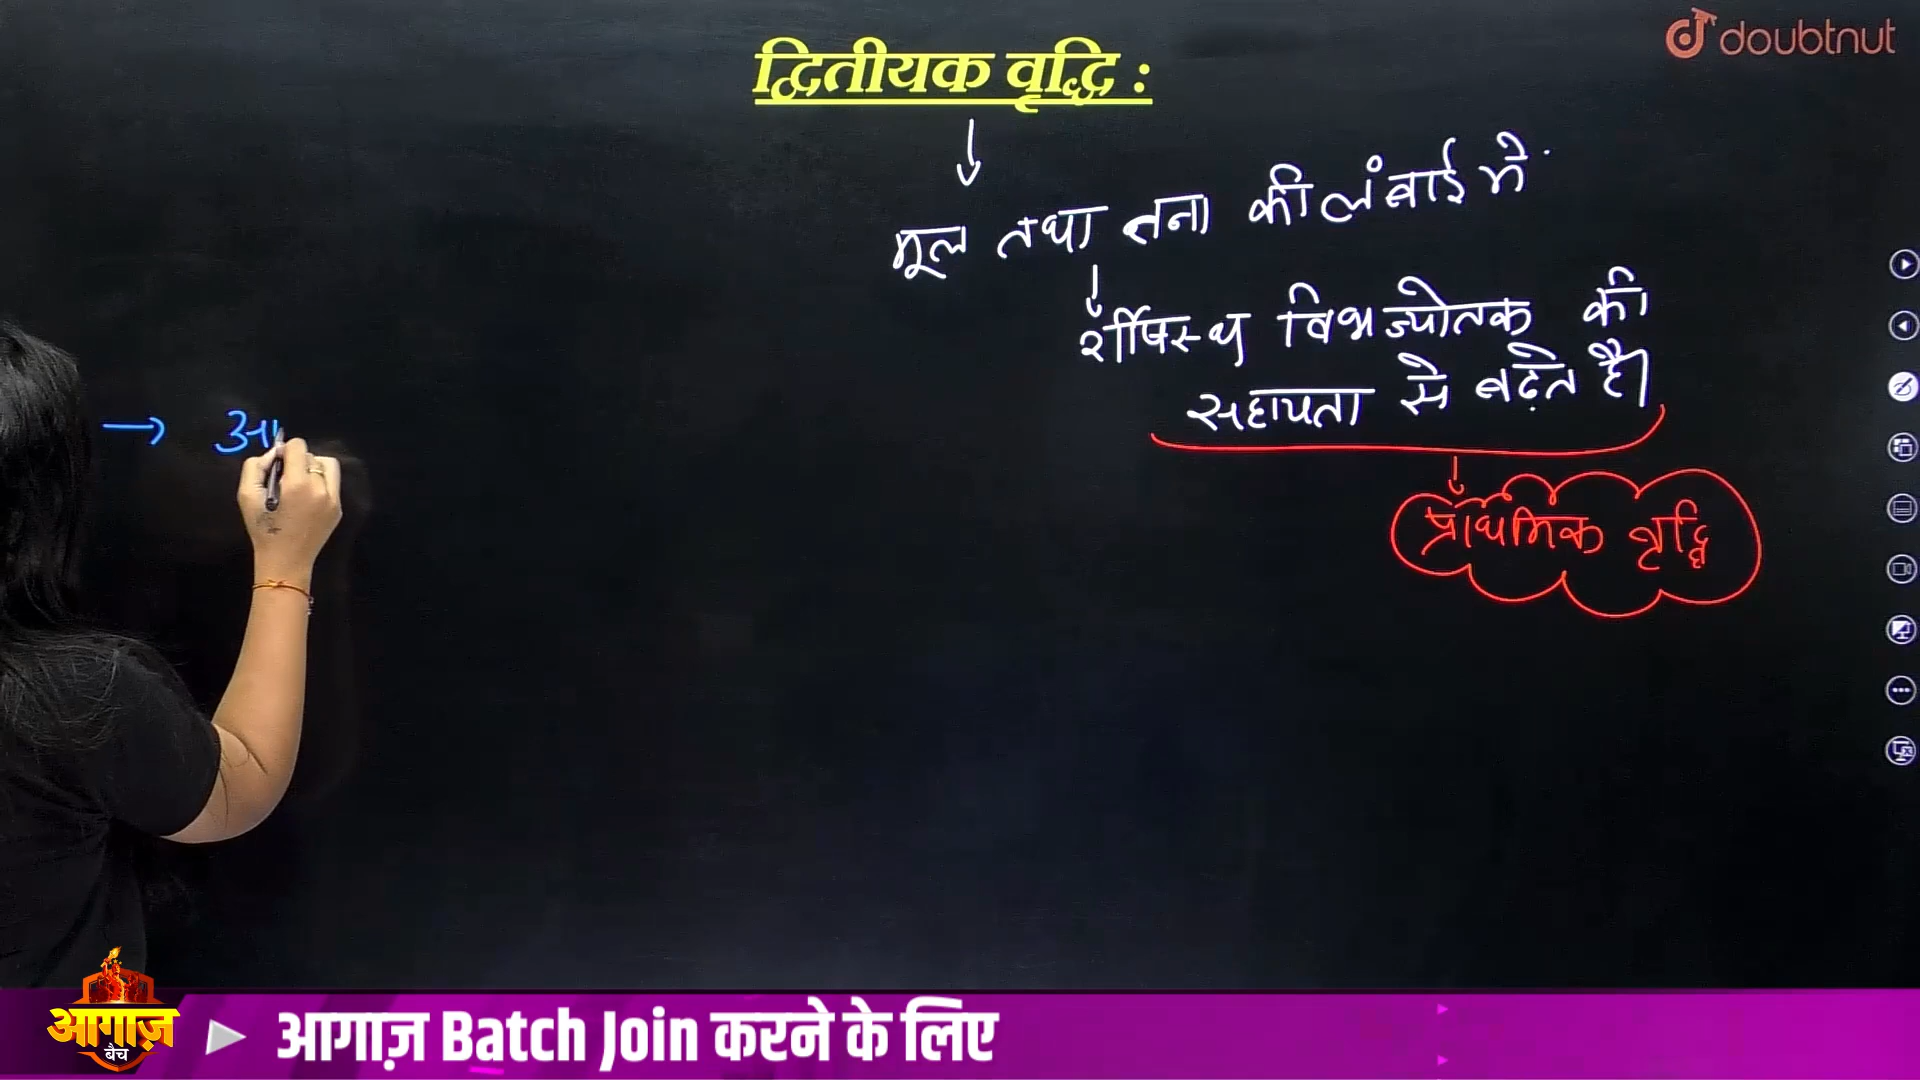 doubtnut
द्वितीयक वृद्धि :
मूल तथा तना की लंबाई में
शीर्षस्थ विभज्योतक की
सहायता से बढ़ते है।
प्राथमिक वृद्धि
→ आ
आगाज़
बैच
आगाज़ Batch Join करने के लिए